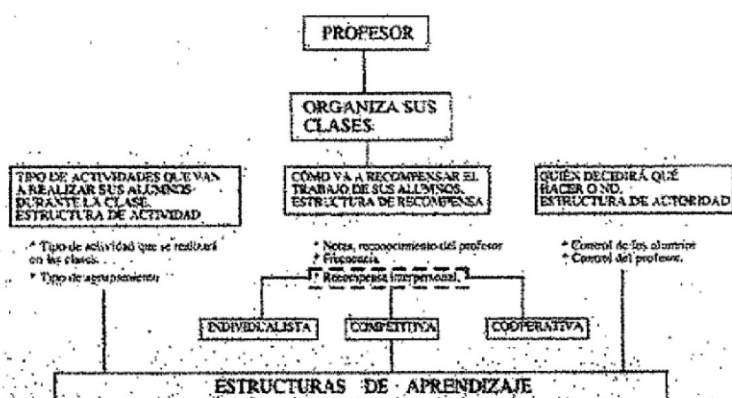 PROFESOR
ORGANIZA SUS
CLASES:
TIPO DE ACTIVIDADES QUE VAN
A REALIZAR SUS ALUMNOS
DURANTE LA CLASE.
ESTRUCTURA DE ACTIVIDAD
CÓMO VA A RECOMPENSAR EL
TRABAJO DE SUS ALUMNOS.
ESTRUCTURA DE RECOMPENSA
QUIÉN DECIDIRÁ QUÉ
HACER O NO.
ESTRUCTURA DE AUTORIDAD
* Tipo de actividad que se realizará
en las clases.
* Tipo de agrupamiento
* Notas, reconocimiento del profesor
* Frecuencia
* Recompensa interpersonal.
* Control de los alumnos
* Control del profesor.
INDIVIDUALISTA
COMPETITIVA
COOPERATIVA
ESTRUCTURAS DE APRENDIZAJE